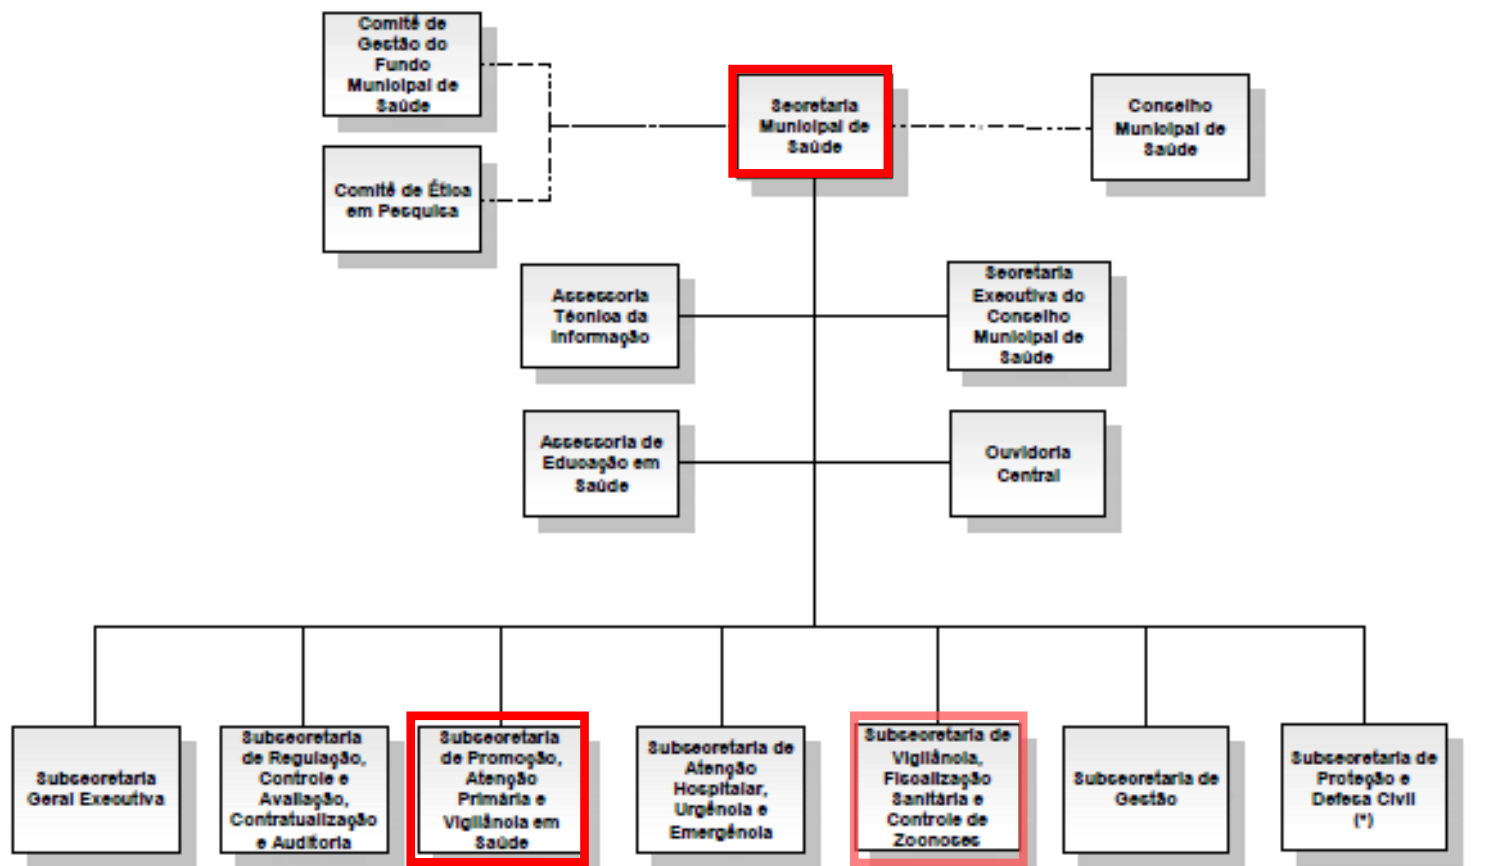 Comitê de
Gestão do
Fundo
Municipal de
Saúde
Secretaria
Municipal de
Saúde
Conselho
Municipal de
Saúde
Comitê de Ética
em Pesquisa
Assessoria
Técnica da
Informação
Secretaria
Executiva do
Conselho
Municipal de
Saúde
Assessoria de
Educação em
Saúde
Ouvidoria
Central
Subsecretaria
Geral Executiva
Subsecretaria
de Regulação,
Controle e
Avaliação,
Contratualização
e Auditoria
Subsecretaria
de Promoção,
Atenção
Primária e
Vigilância em
Saúde
Subsecretaria de
Atenção
Hospitalar,
Urgência e
Emergência
Subsecretaria de
Vigilância,
Fiscalização
Sanitária e
Controle de
Zoonoses
Subsecretaria de
Gestão
Subsecretaria de
Proteção e
Defesa Civil
(*)